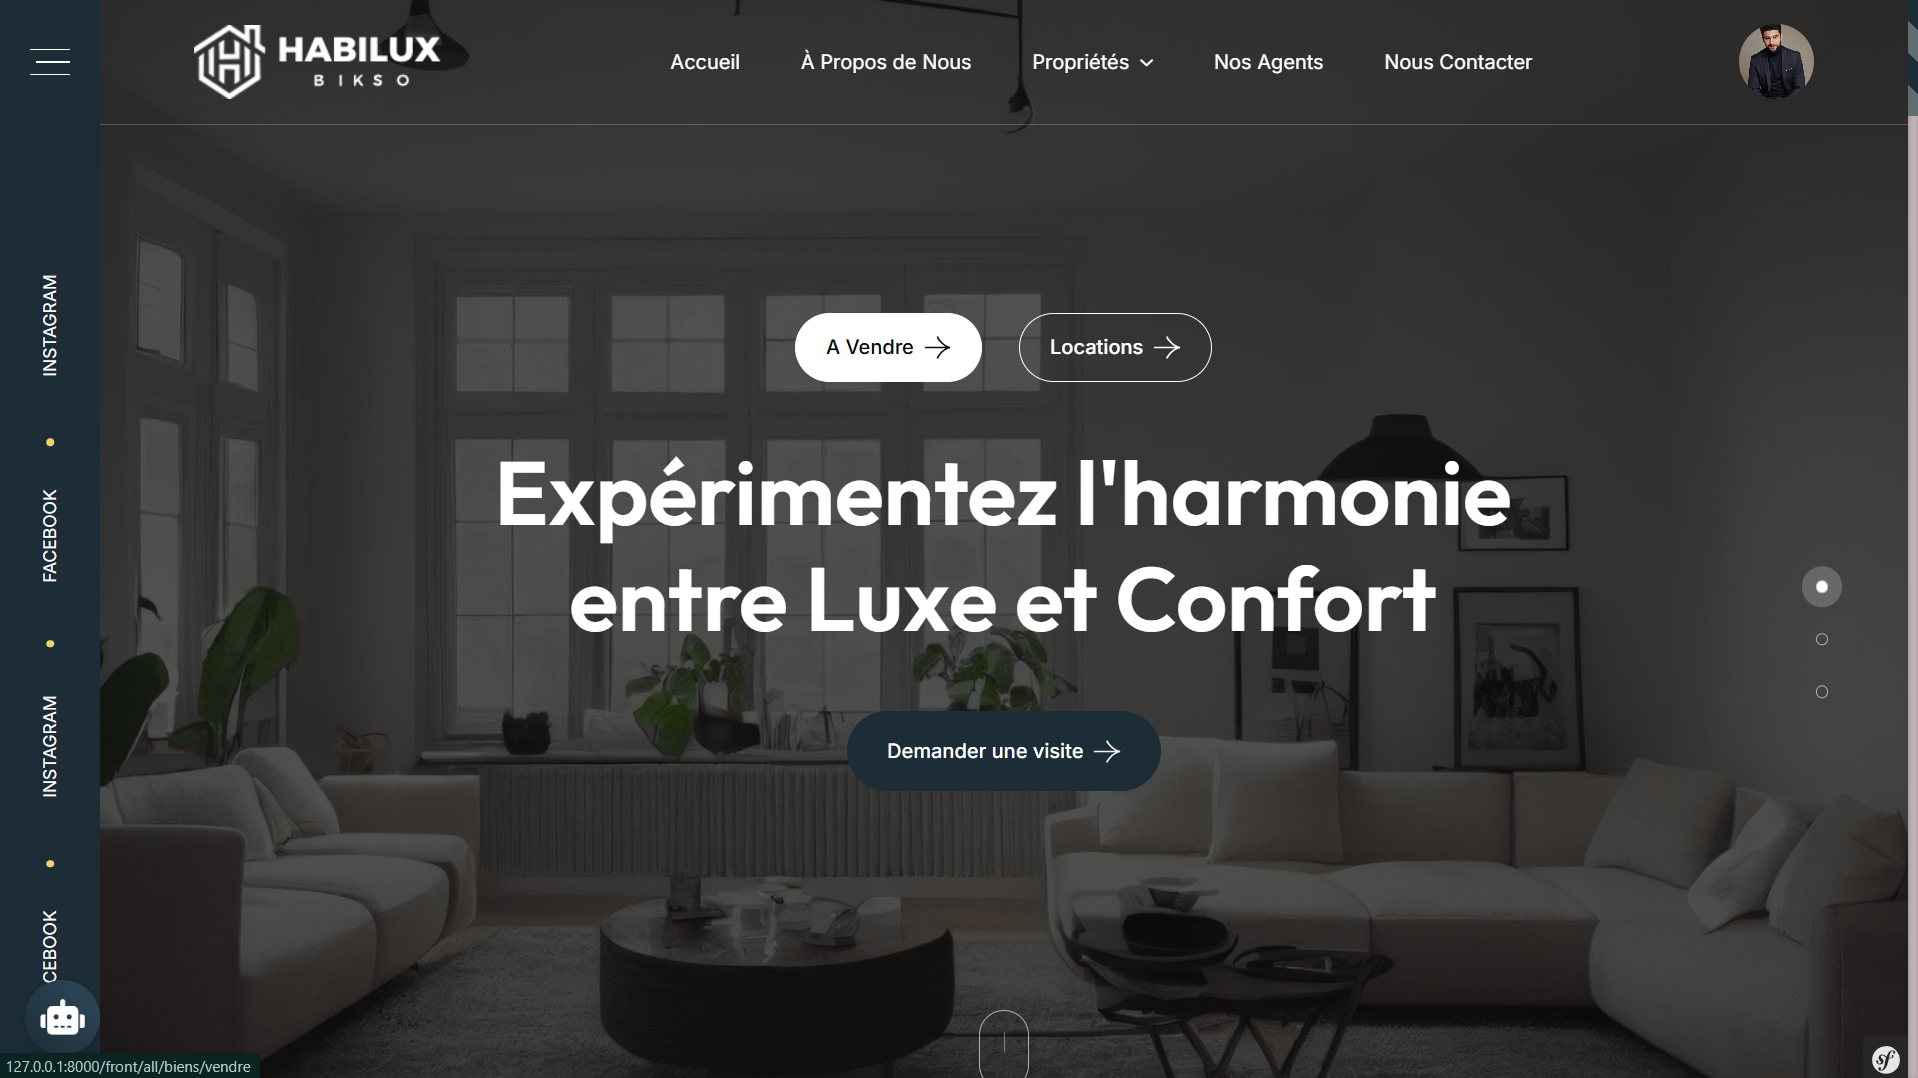 HABILUX
BIKSO
Accueil
À Propos de Nous
Propriétés
Nos Agents
Nous Contacter
INSTAGRAM
FACEBOOK
INSTAGRAM
CEBOOK
A Vendre
Locations
Expérimentez l'harmonie
entre Luxe et Confort
Demander une visite
127.0.0.1:8000/front/all/biens/vendre
sf